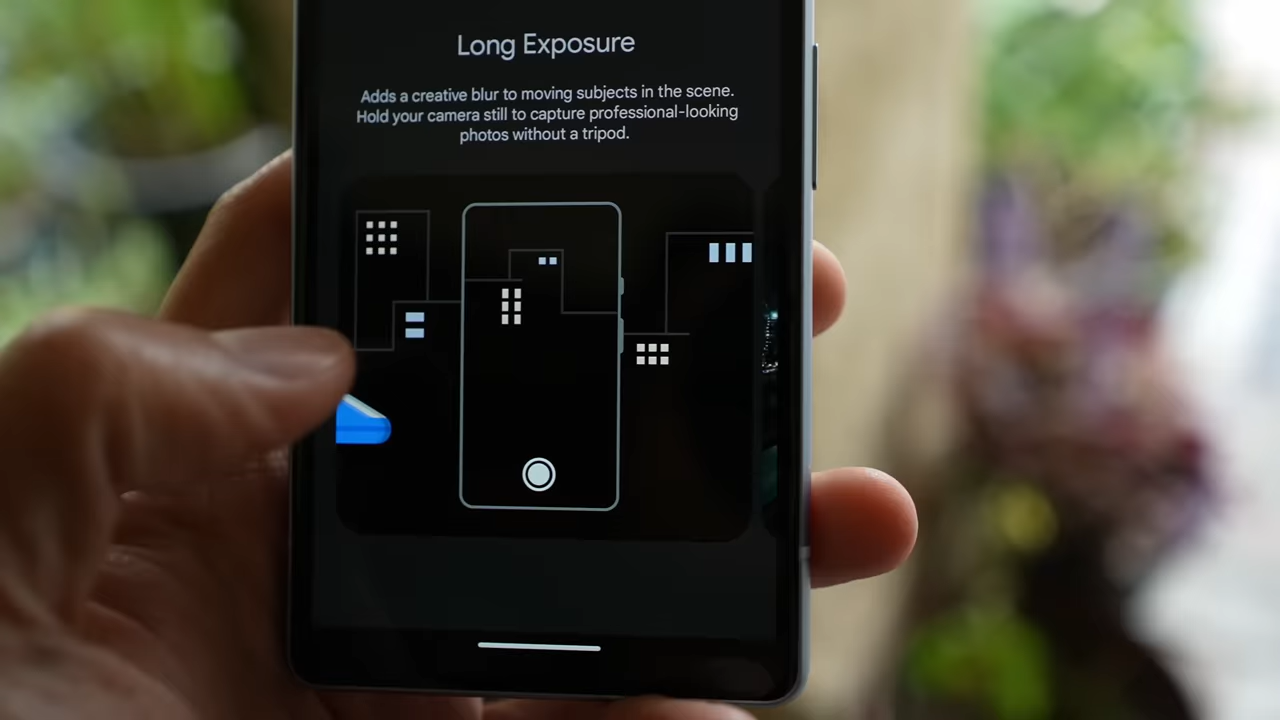 Long Exposure
Adds a creative blur to moving subjects in the scene.
Hold your camera still to capture professional-looking
photos without a tripod.